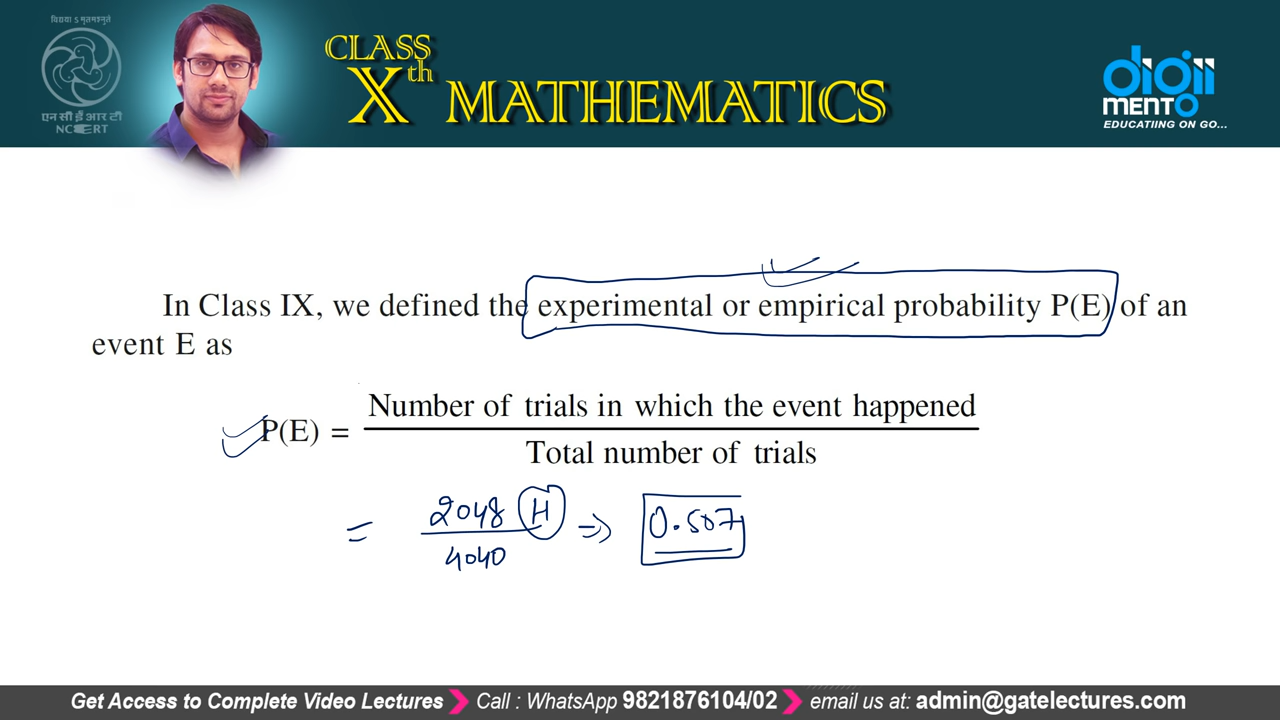 विद्यया ऽ मृतमश्नुते
एन सी ई आर टी
NCERT
CLASS
Xth MATHEMATICS
digii
mento
EDUCATIING ON GO...
In Class IX, we defined the experimental or empirical probability P(E) of an
event E as
P(E) = Number of trials in which the event happened
Total number of trials
= 2048 H ⇒ 0.507
4040
Get Access to Complete Video Lectures
Call : WhatsApp 9821876104/02
email us at: admin@gatelectures.com